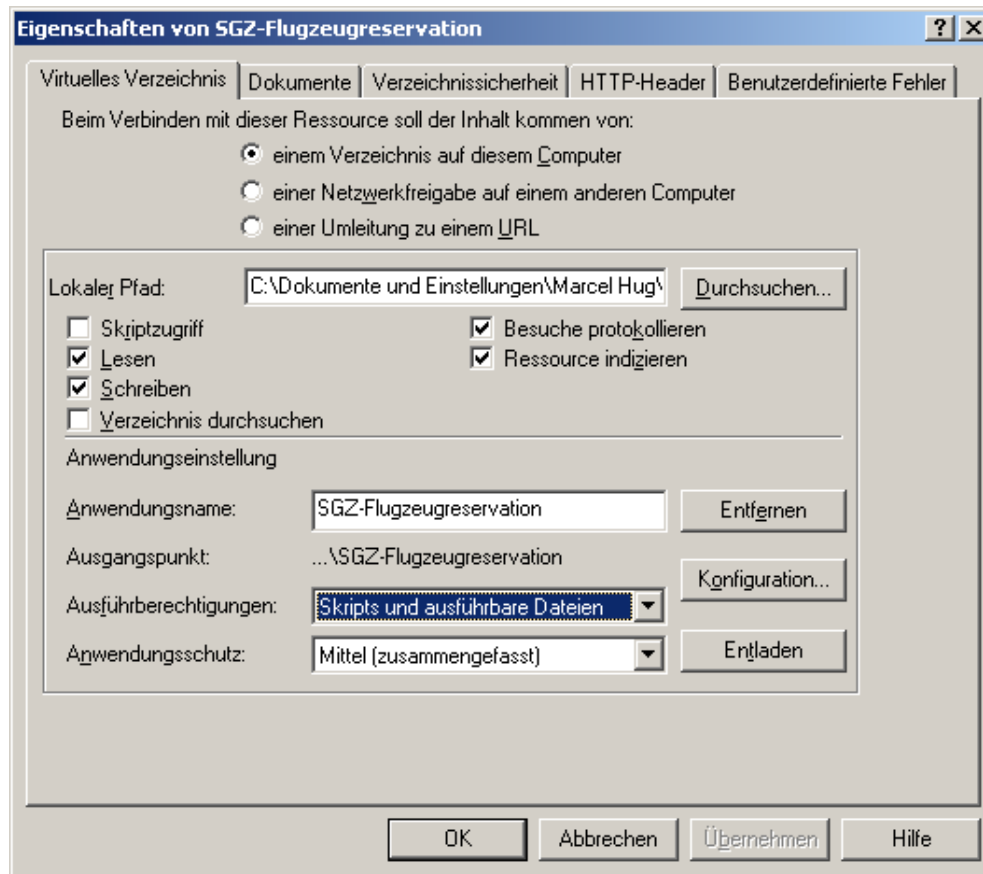 Eigenschaften von SGZ-Flugzeugreservation
Virtuelles Verzeichnis Dokumente Verzeichnissicherheit HTTP-Header Benutzerdefinierte Fehler
Beim Verbinden mit dieser Ressource soll der Inhalt kommen von:
einem Verzeichnis auf diesem Computer
einer Netzwerkfreigabe auf einem anderen Computer
einer Umleitung zu einem URL
Lokaler Pfad: C:\Dokumente und Einstellungen\Marcel Hug\ Durchsuchen...
Skriptzugriff Besuche protokollieren
Lesen Ressource indizieren
Schreiben
Verzeichnis durchsuchen
Anwendungseinstellung
Anwendungsname: SGZ-Flugzeugreservation Entfernen
Ausgangspunkt: ...\SGZ-Flugzeugreservation
Konfiguration...
Ausführberechtigungen: Skripts und ausführbare Dateien
Anwendungsschutz: Mittel (zusammengefasst) Entladen
OK Abbrechen Übernehmen Hilfe